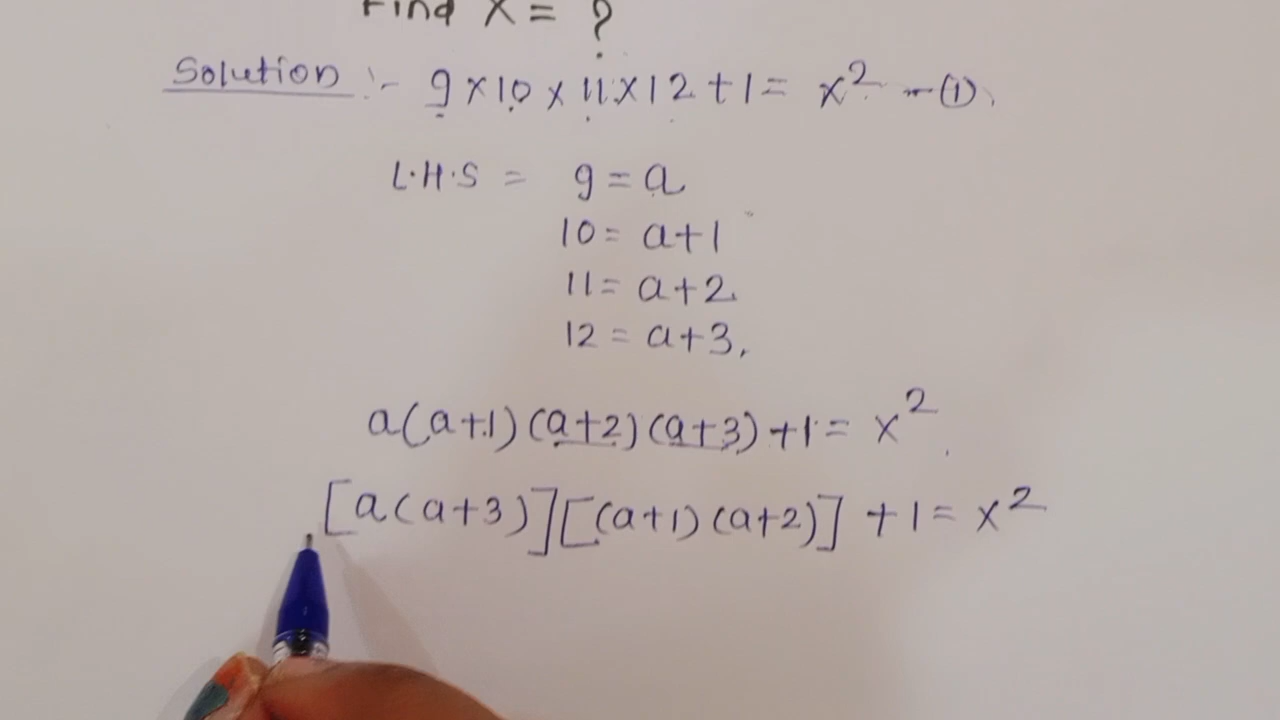 Find X = ?
Solution :- 9×10×11×12+1 = x² —(1).
L.H.S = 9 = a
10 = a+1
11 = a+2.
12 = a+3,
a(a+1)(a+2)(a+3)+1 = x²
[a(a+3)][(a+1)(a+2)] +1 = x²